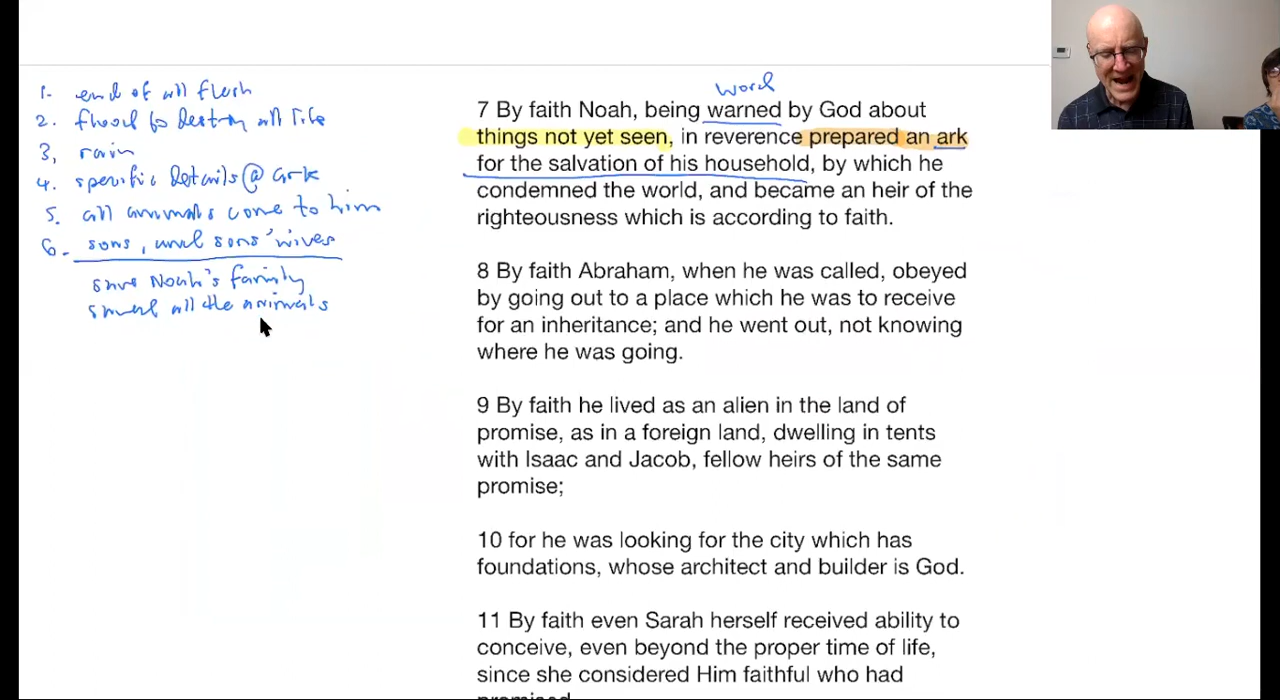 1. end of all flesh
2. flood to destroy all life
3, rain
4. specific details @ ark
5. all animals come to him
6. sons, and sons' wives
save Noah's family
saved all the animals
word
7 By faith Noah, being warned by God about
things not yet seen, in reverence prepared an ark
for the salvation of his household, by which he
condemned the world, and became an heir of the
righteousness which is according to faith.
8 By faith Abraham, when he was called, obeyed
by going out to a place which he was to receive
for an inheritance; and he went out, not knowing
where he was going.
9 By faith he lived as an alien in the land of
promise, as in a foreign land, dwelling in tents
with Isaac and Jacob, fellow heirs of the same
promise;
10 for he was looking for the city which has
foundations, whose architect and builder is God.
11 By faith even Sarah herself received ability to
conceive, even beyond the proper time of life,
since she considered Him faithful who had
promised